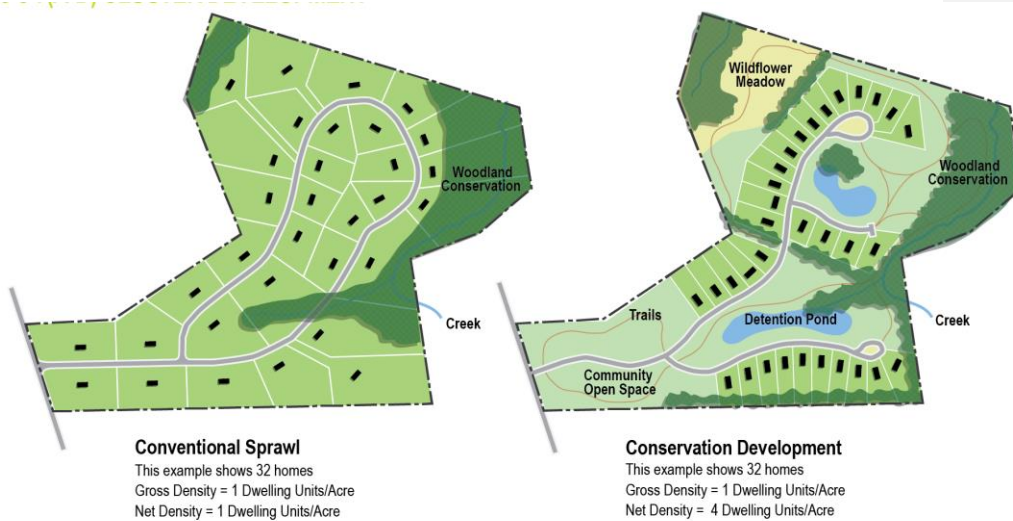 Woodland
Conservation
Creek
Conventional Sprawl
This example shows 32 homes
Gross Density = 1 Dwelling Units/Acre
Net Density = 1 Dwelling Units/Acre
Wildflower
Meadow
Woodland
Conservation
Trails
Detention Pond
Creek
Community
Open Space
Conservation Development
This example shows 32 homes
Gross Density = 1 Dwelling Units/Acre
Net Density = 4 Dwelling Units/Acre